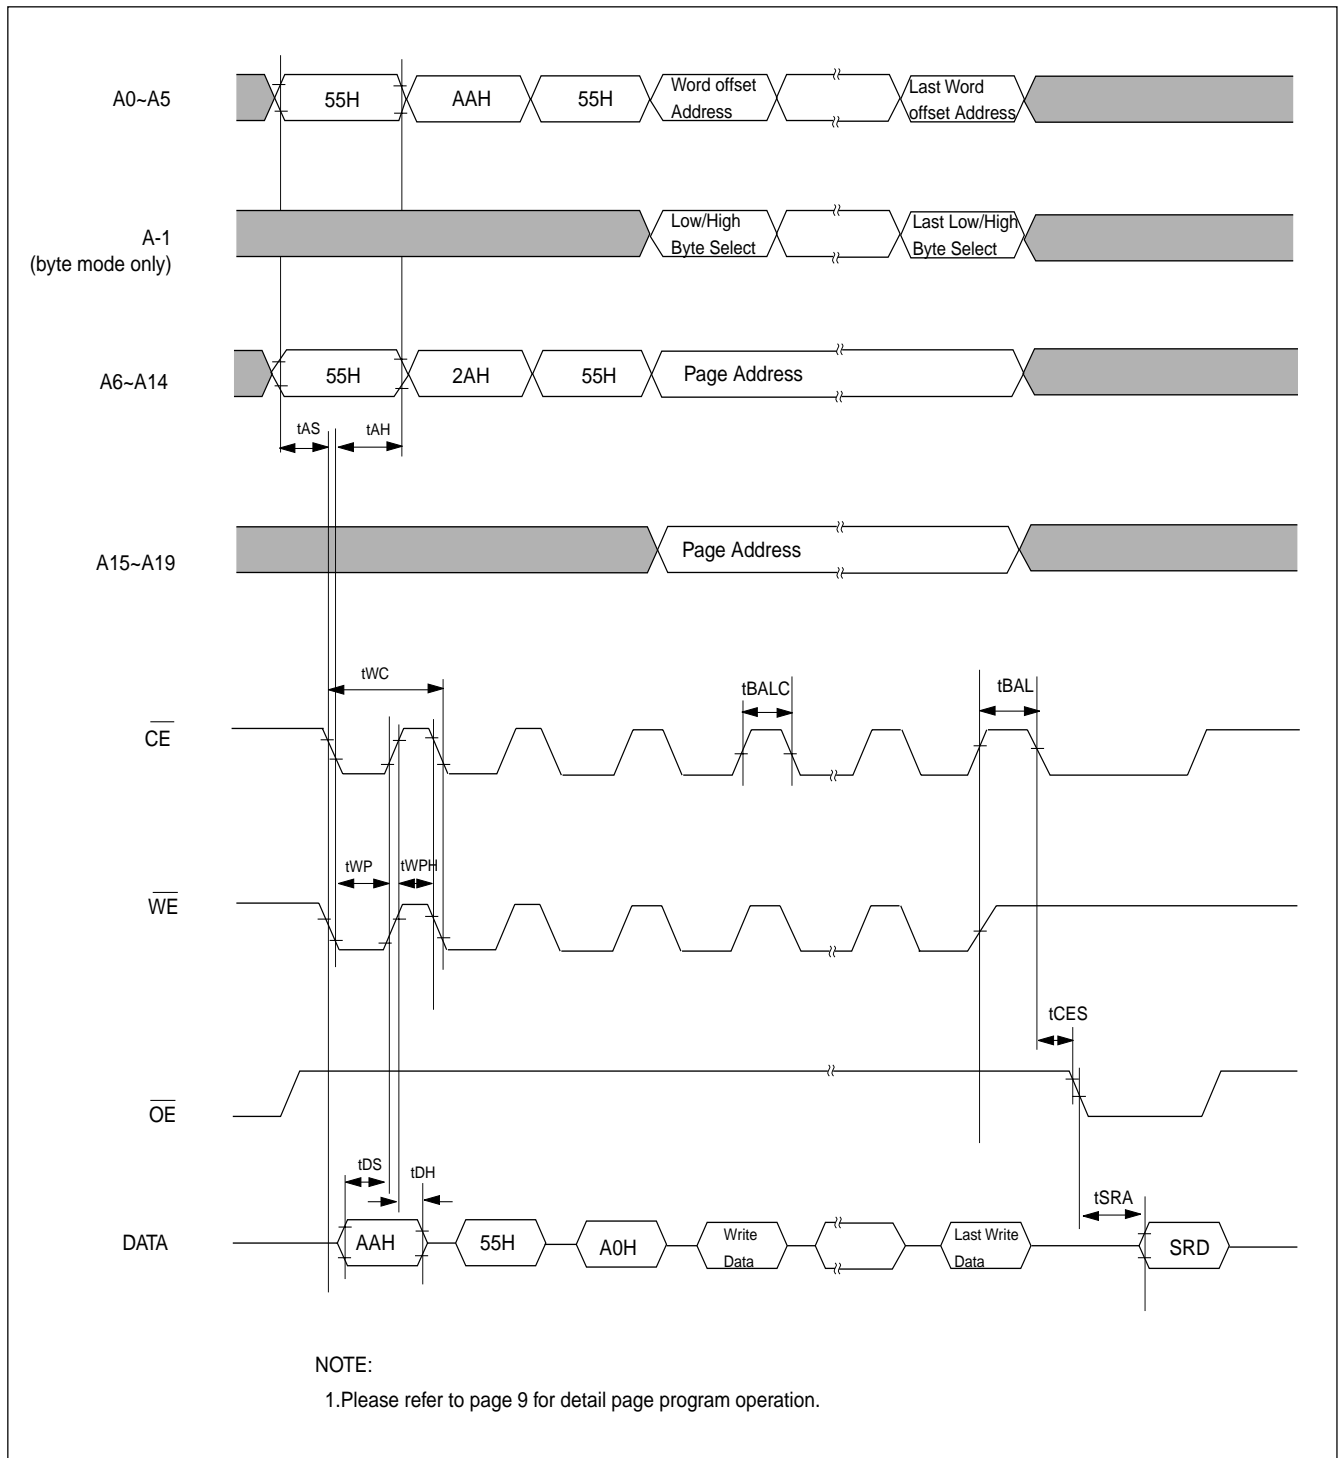 A0~A5
55H
AAH
55H
Word offset
Address
Last Word
offset Address
A-1
(byte mode only)
Low/High
Byte Select
Last Low/High
Byte Select
A6~A14
55H
2AH
55H
Page Address
tAS
tAH
A15~A19
Page Address
tWC
tBALC
tBAL
CE
tWP
tWPH
WE
tCES
OE
tDS
tDH
tSRA
DATA
AAH
55H
A0H
Write
Data
Last Write
Data
SRD
NOTE:
1.Please refer to page 9 for detail page program operation.